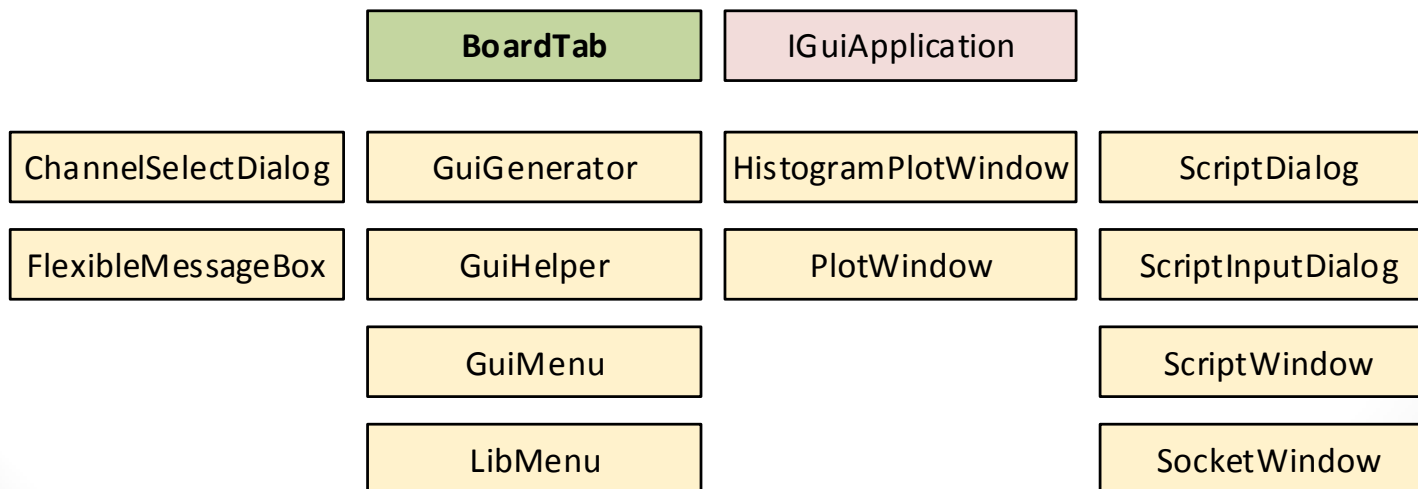 BoardTab
IGuiApplication
ChannelSelectDialog
GuiGenerator
HistogramPlotWindow
ScriptDialog
FlexibleMessageBox
GuiHelper
PlotWindow
ScriptInputDialog
GuiMenu
ScriptWindow
LibMenu
SocketWindow